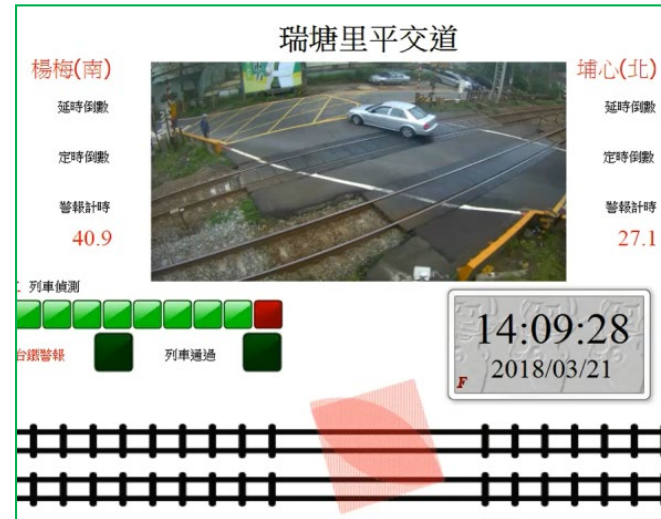 瑞塘里平交道
楊梅(南)
延時倒數
定時倒數
警報計時
40.9
埔心(北)
延時倒數
定時倒數
警報計時
27.1
列車偵測
台鐵警報
列車通過
14:09:28
2018/03/21
F